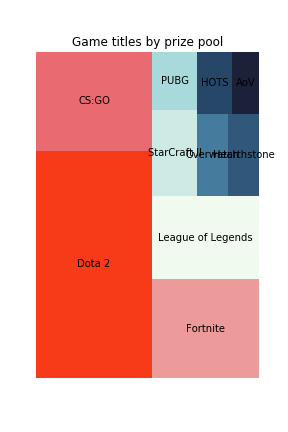 Game titles by prize pool
CS:GO
PUBG
HOTS
AoV
StarCraft II
Overwatch
Hearthstone
League of Legends
Dota 2
Fortnite